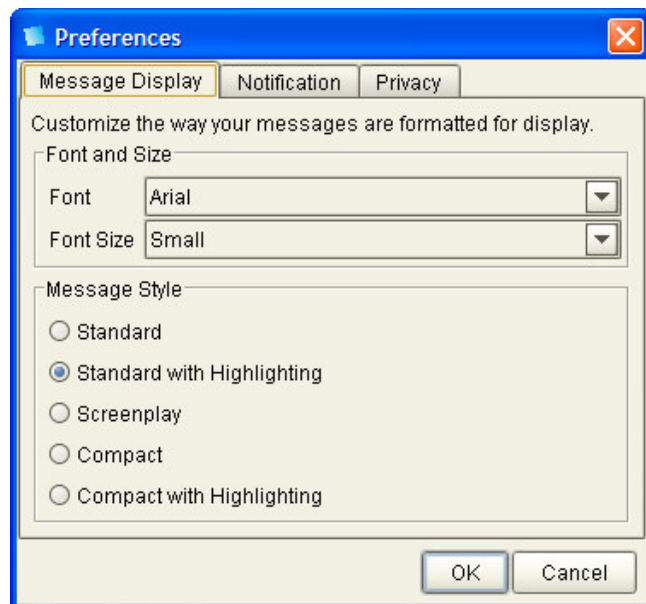 Preferences
Message Display Notification Privacy
Customize the way your messages are formatted for display.
Font and Size
Font Arial
Font Size Small
Message Style
Standard
Standard with Highlighting
Screenplay
Compact
Compact with Highlighting
OK Cancel